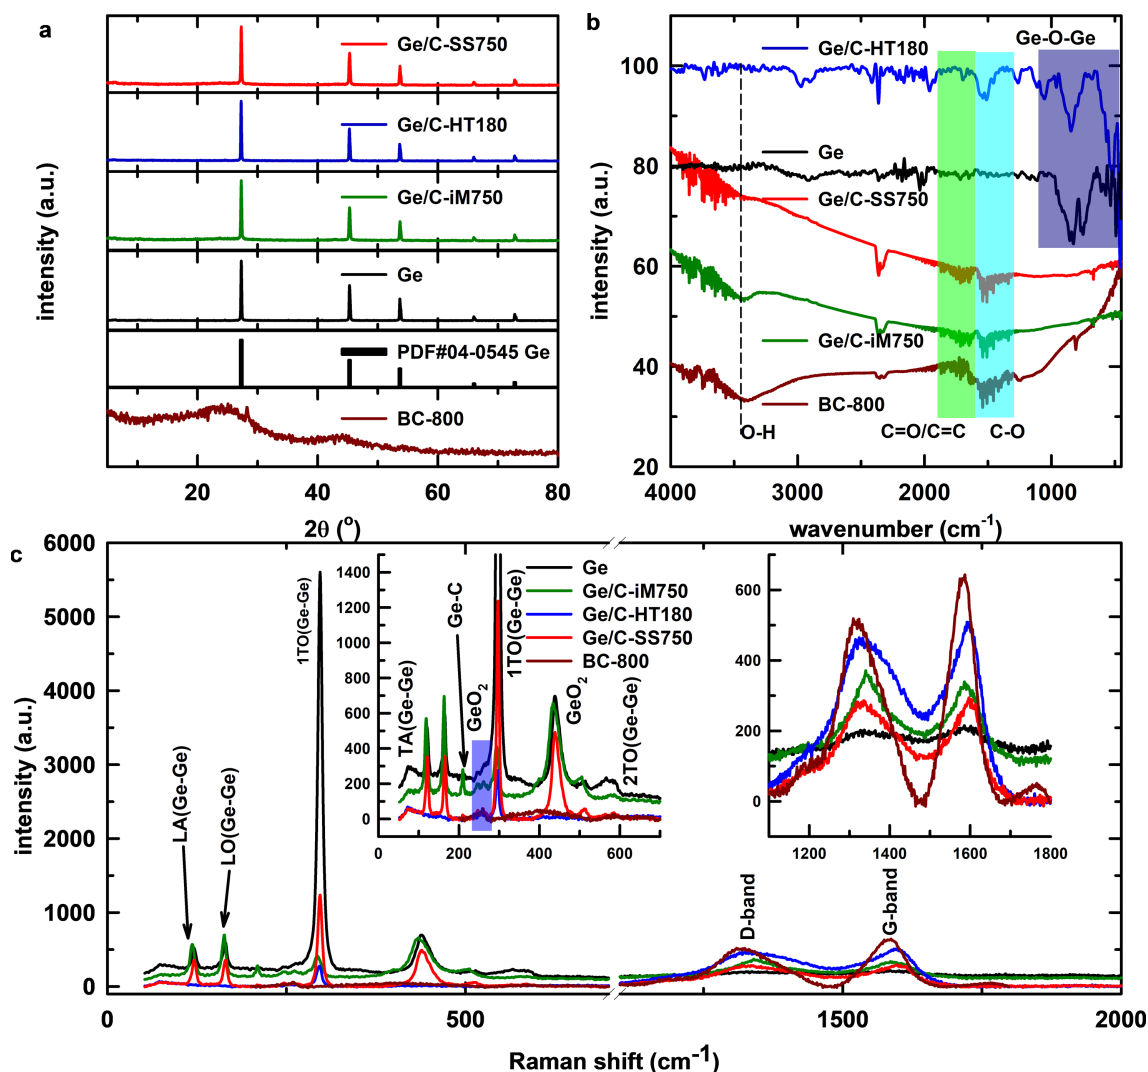 a
Ge/C-SS750
Ge/C-HT180
Ge/C-iM750
Ge
PDF#04-0545 Ge
BC-800
intensity (a.u.)
20 40 60 80
2θ (°)
b
Ge-O-Ge
Ge/C-HT180
Ge
Ge/C-SS750
Ge/C-iM750
BC-800
O-H
C=O/C=C
C-O
100
80
60
40
20
intensity (a.u.)
4000 3000 2000 1000
wavenumber (cm⁻¹)
c
6000
5000
4000
3000
2000
1000
0
intensity (a.u.)
LA(Ge-Ge)
LO(Ge-Ge)
1TO(Ge-Ge)
1400
1200
1000
800
600
400
200
0
TA(Ge-Ge)
Ge-C
GeO₂
1TO(Ge-Ge)
GeO₂
2TO(Ge-Ge)
0 200 400 600
Ge
Ge/C-iM750
Ge/C-HT180
Ge/C-SS750
BC-800
600
400
200
0
1200 1400 1600 1800
D-band
G-band
0 500 1500 2000
Raman shift (cm⁻¹)